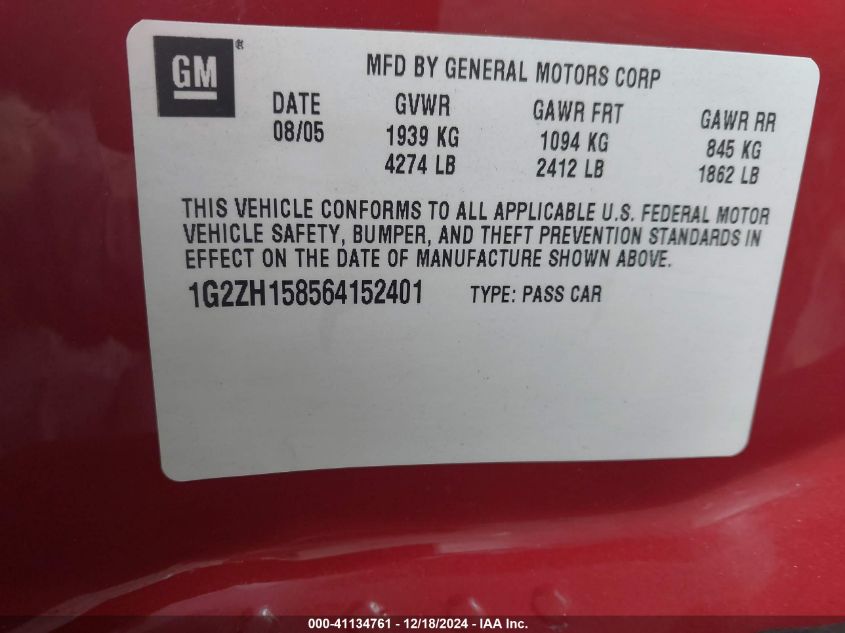 GM®
MFD BY GENERAL MOTORS CORP
DATE GVWR GAWR FRT GAWR RR
08/05 1939 KG 1094 KG 845 KG
4274 LB 2412 LB 1862 LB
THIS VEHICLE CONFORMS TO ALL APPLICABLE U.S. FEDERAL MOTOR
VEHICLE SAFETY, BUMPER, AND THEFT PREVENTION STANDARDS IN
EFFECT ON THE DATE OF MANUFACTURE SHOWN ABOVE.
1G2ZH158564152401 TYPE: PASS CAR
000-41134761 - 12/18/2024 - IAA Inc.